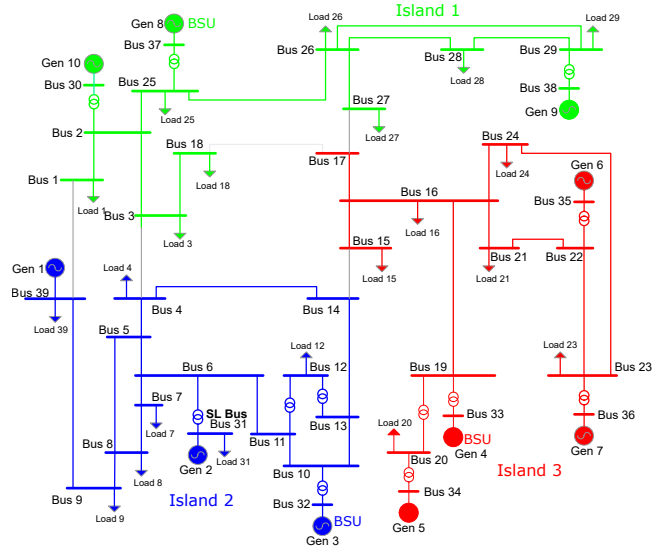 Load 26
Island 1
Load 29
Gen 8
BSU
Bus 37
Bus 26
Bus 28
Bus 29
Gen 10
Load 28
Bus 30
Bus 25
Bus 38
Load 25
Gen 9
Bus 27
Bus 2
Load 27
Bus 18
Bus 24
Bus 17
Load 24
Gen 6
Bus 1
Load 18
Bus 16
Bus 35
Load 1
Bus 3
Load 3
Load 16
Bus 15
Bus 21
Bus 22
Load 4
Load 15
Load 21
Gen 1
Bus 39
Bus 4
Bus 14
Load 39
Bus 5
Load 12
Load 23
Bus 6
Bus 12
Bus 19
Bus 23
Bus 7
SL Bus
Bus 31
Load 20
Bus 33
Bus 36
Load 7
Bus 13
BSU
Bus 11
Gen 4
Bus 8
Gen 2
Load 31
Bus 20
Gen 7
Bus 10
Island 3
Load 8
Bus 9
Island 2
Bus 34
Load 9
Bus 32
BSU
Gen 5
Gen 3